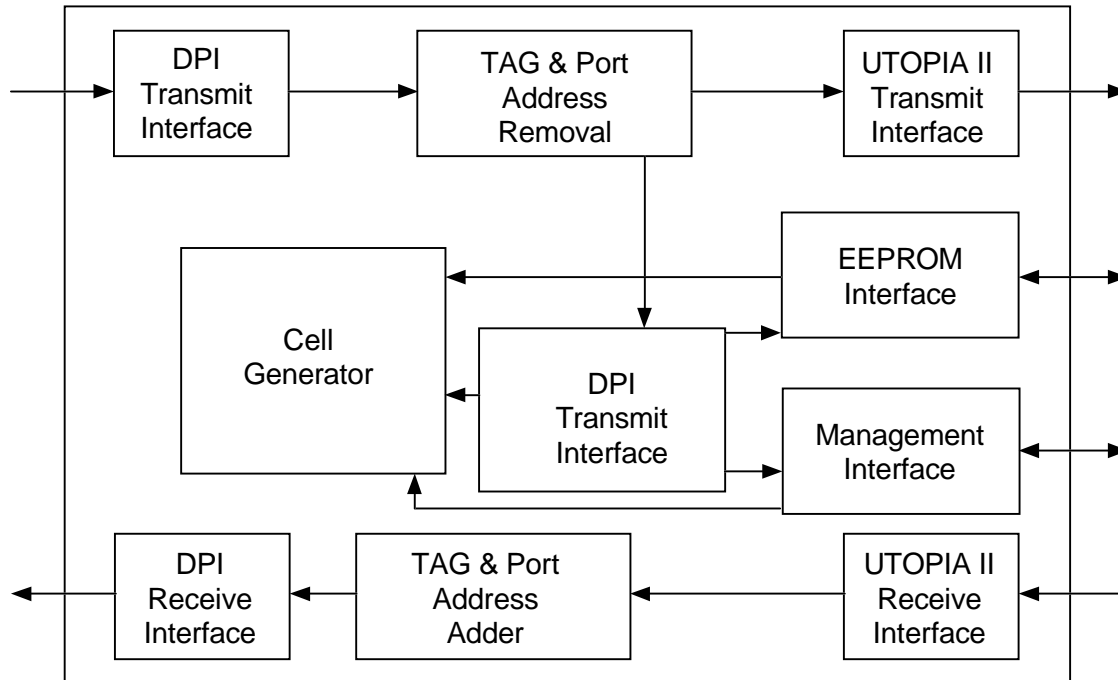 DPI
Transmit
Interface
TAG & Port
Address
Removal
UTOPIA II
Transmit
Interface
EEPROM
Interface
Cell
Generator
DPI
Transmit
Interface
Management
Interface
DPI
Receive
Interface
TAG & Port
Address
Adder
UTOPIA II
Receive
Interface